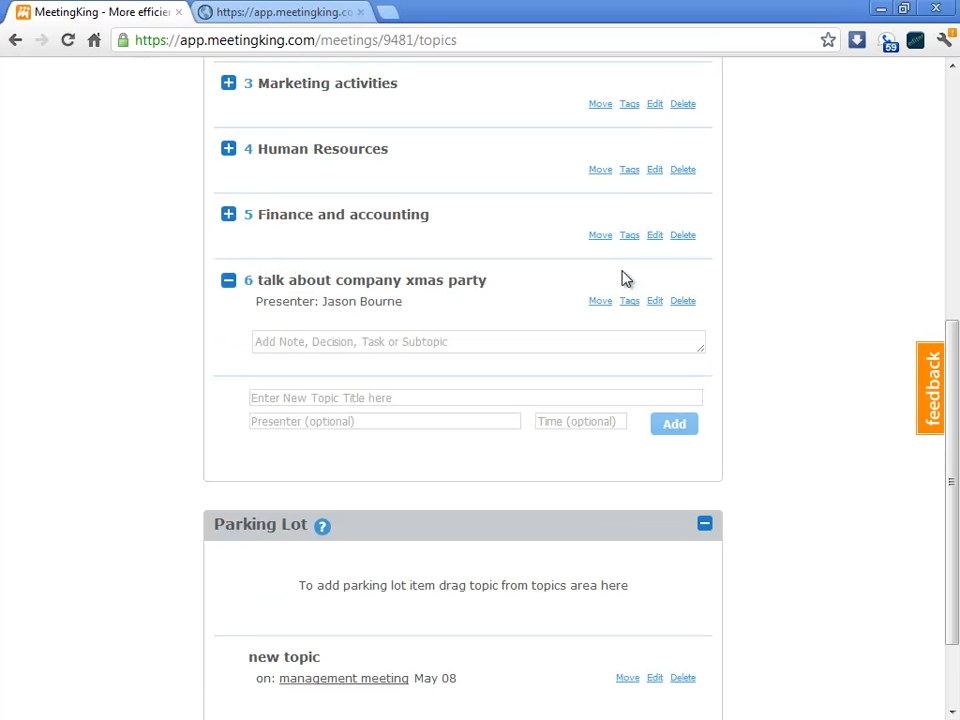 MeetingKing - More efficie × https://app.meetingking.co ×
https://app.meetingking.com/meetings/9481/topics
59
3 Marketing activities
Move Tags Edit Delete
4 Human Resources
Move Tags Edit Delete
5 Finance and accounting
Move Tags Edit Delete
6 talk about company xmas party
Presenter: Jason Bourne Move Tags Edit Delete
Add Note, Decision, Task or Subtopic
Enter New Topic Title here
Presenter (optional) Time (optional) Add
feedback
Parking Lot ?
To add parking lot item drag topic from topics area here
new topic
on: management meeting May 08 Move Edit Delete